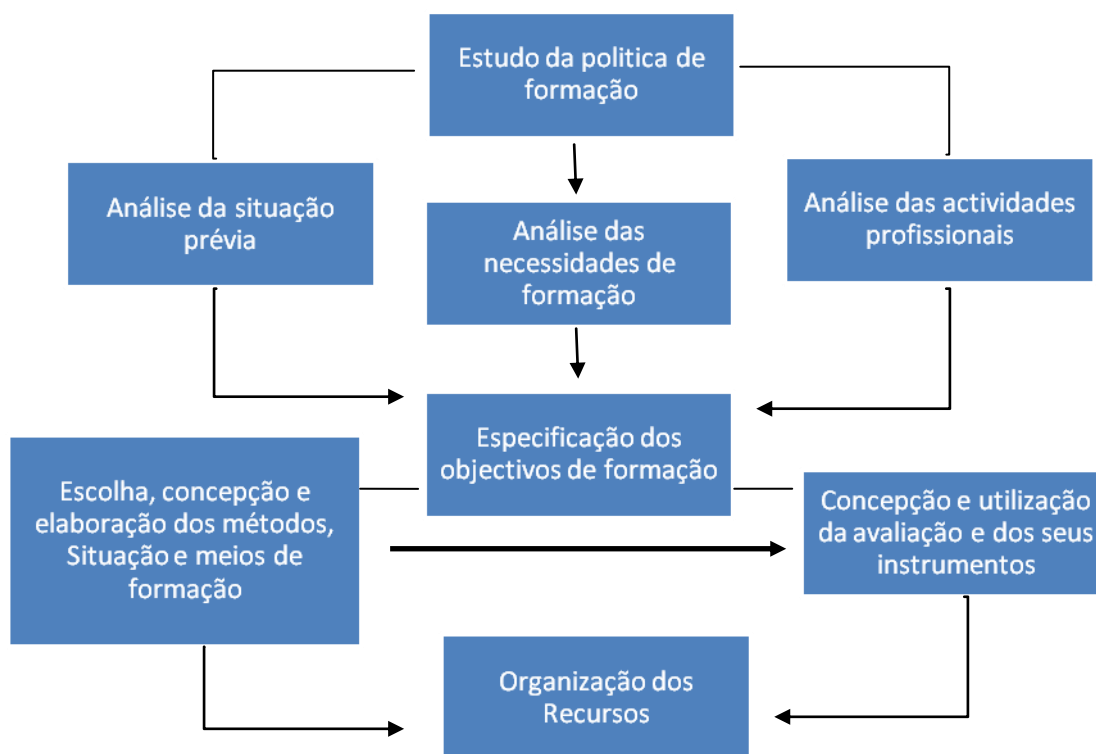 Estudo da politica de
formação
Análise da situação
prévia
Análise das
necessidades de
formação
Análise das actividades
profissionais
Especificação dos
objectivos de formação
Escolha, concepção e
elaboração dos métodos,
Situação e meios de
formação
Concepção e utilização
da avaliação e dos seus
instrumentos
Organização dos
Recursos